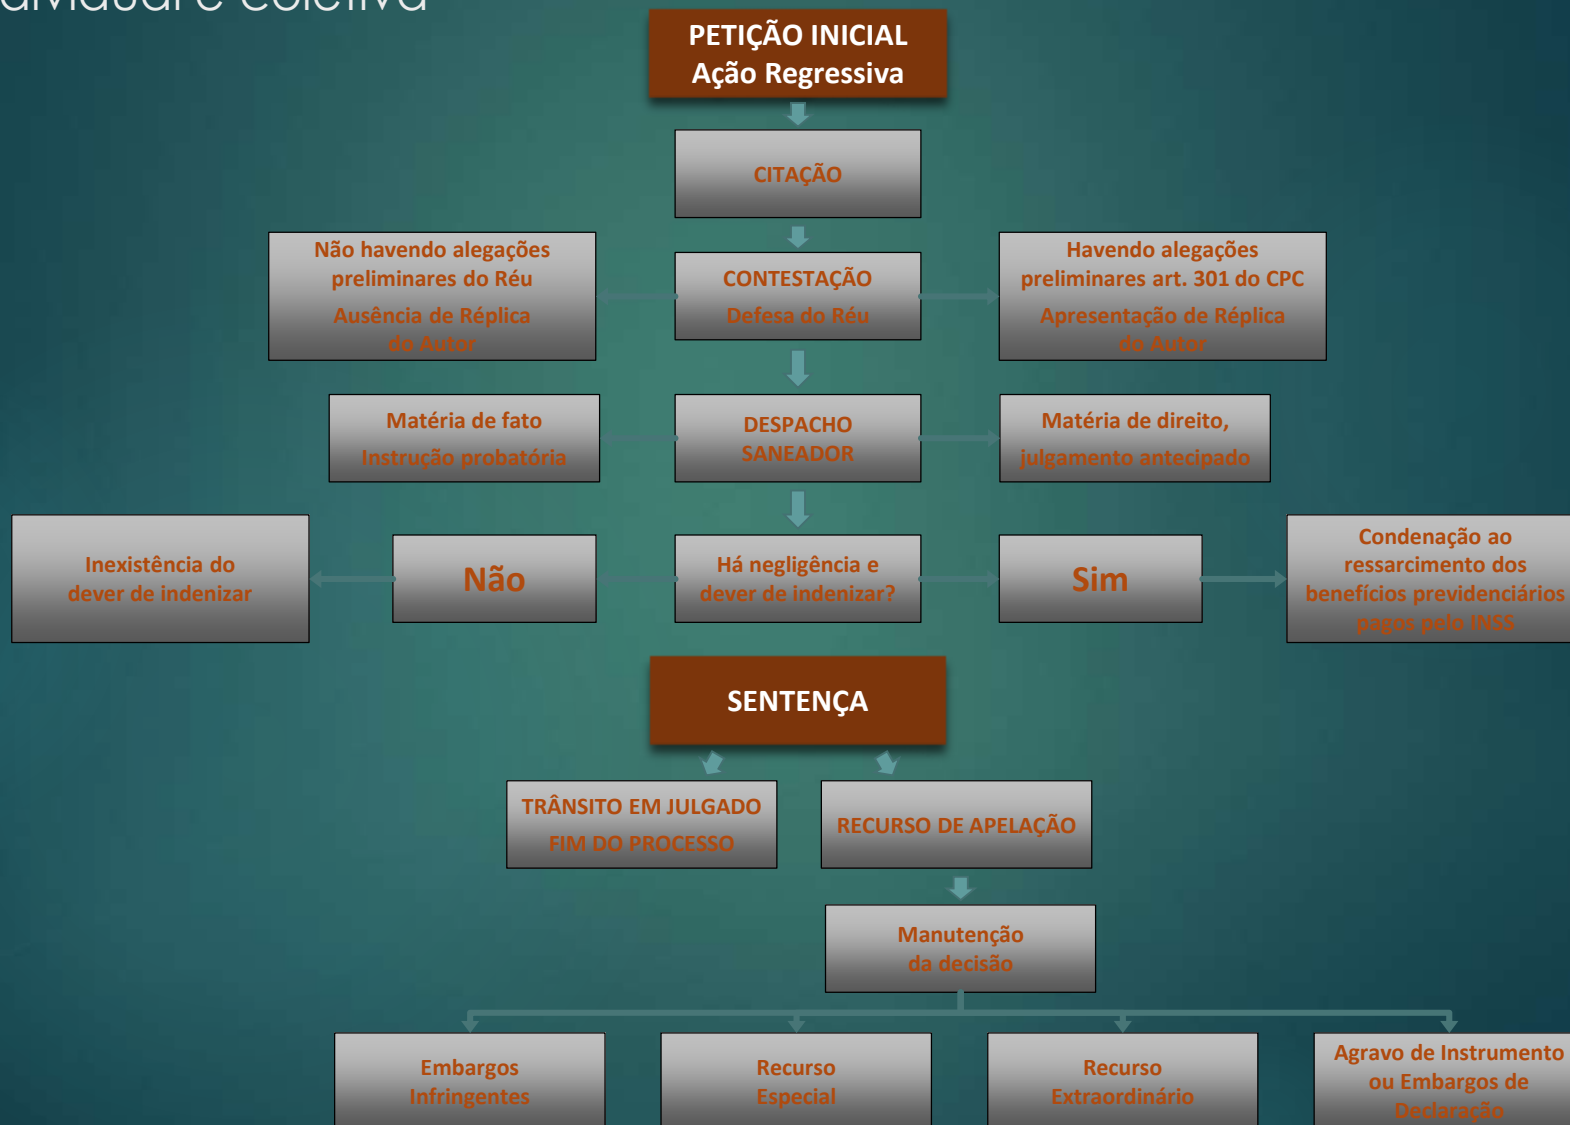 dividual e coletiva
PETIÇÃO INICIAL
Ação Regressiva
CITAÇÃO
Não havendo alegações
preliminares do Réu
Ausência de Réplica
do Autor
CONTESTAÇÃO
Defesa do Réu
Havendo alegações
preliminares art. 301 do CPC
Apresentação de Réplica
do Autor
Matéria de fato
Instrução probatória
DESPACHO
SANEADOR
Matéria de direito,
julgamento antecipado
Inexistência do
dever de indenizar
Não
Há negligência e
dever de indenizar?
Sim
Condenação ao
ressarcimento dos
benefícios previdenciários
pagos pelo INSS
SENTENÇA
TRÂNSITO EM JULGADO
FIM DO PROCESSO
RECURSO DE APELAÇÃO
Manutenção
da decisão
Embargos
Infringentes
Recurso
Especial
Recurso
Extraordinário
Agravo de Instrumento
ou Embargos de
Declaração